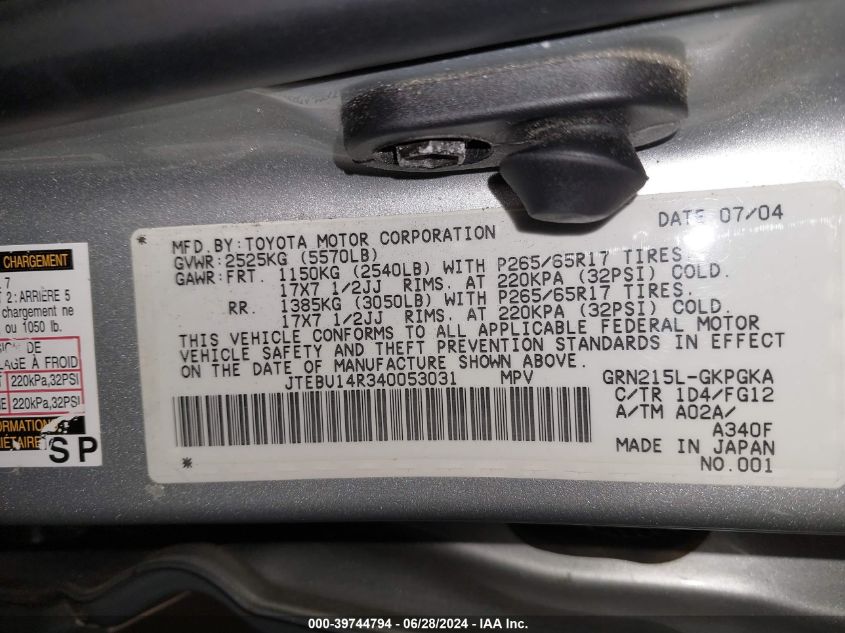 DATE 07/04
MFD.BY:TOYOTA MOTOR CORPORATION
GVWR:2525KG (5570LB)
GAWR:FRT. 1150KG (2540LB) WITH P265/65R17 TIRES.
17X7 1/2JJ RIMS. AT 220KPA (32PSI) COLD.
RR. 1385KG (3050LB) WITH P265/65R17 TIRES.
17X7 1/2JJ RIMS. AT 220KPA (32PSI) COLD.
THIS VEHICLE CONFORMS TO ALL APPLICABLE FEDERAL MOTOR
VEHICLE SAFETY AND THEFT PREVENTION STANDARDS IN EFFECT
ON THE DATE OF MANUFACTURE SHOWN ABOVE.
JTEBU14R340053031 MPV GRN215L-GKPGKA
C/TR 1D4/FG12
A/TM A02A/
A340F
MADE IN JAPAN
NO.001
CHARGEMENT
7
2: ARRIÈRE 5
chargement ne
ou 1050 lb.
DE
À FROID
220kPa,32PSI
220kPa,32PSI
SP
000-39744794 - 06/28/2024 - IAA Inc.